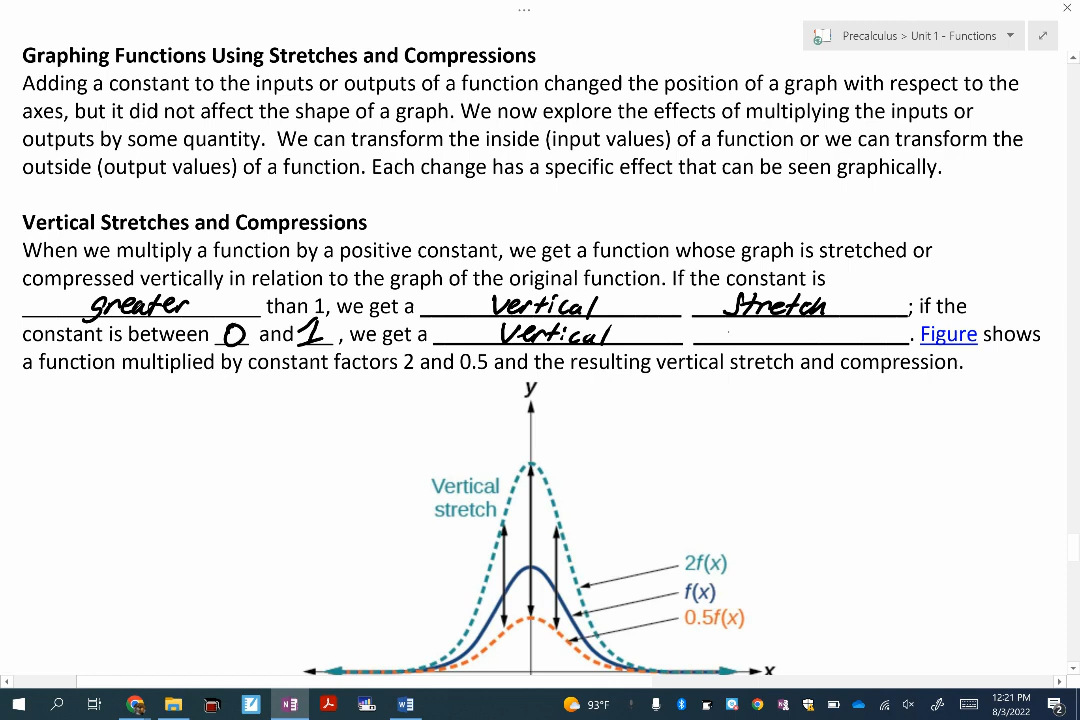 ...
Precalculus > Unit 1 - Functions
Graphing Functions Using Stretches and Compressions
Adding a constant to the inputs or outputs of a function changed the position of a graph with respect to the
axes, but it did not affect the shape of a graph. We now explore the effects of multiplying the inputs or
outputs by some quantity. We can transform the inside (input values) of a function or we can transform the
outside (output values) of a function. Each change has a specific effect that can be seen graphically.
Vertical Stretches and Compressions
When we multiply a function by a positive constant, we get a function whose graph is stretched or
compressed vertically in relation to the graph of the original function. If the constant is
greater than 1, we get a vertical stretch; if the
constant is between 0 and 1, we get a vertical . Figure shows
a function multiplied by constant factors 2 and 0.5 and the resulting vertical stretch and compression.
y
Vertical
stretch
2f(x)
f(x)
0.5f(x)
x
93°F
12:21 PM
8/3/2022